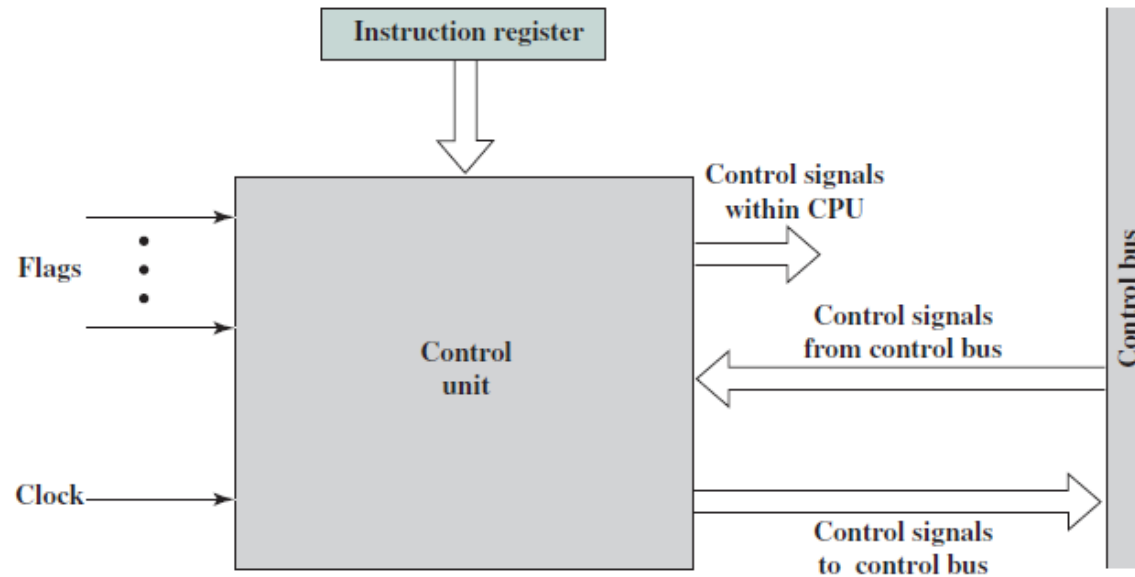 Instruction register
Control signals
within CPU
Flags
Control signals
from control bus
Control
unit
Control bus
Clock
Control signals
to control bus